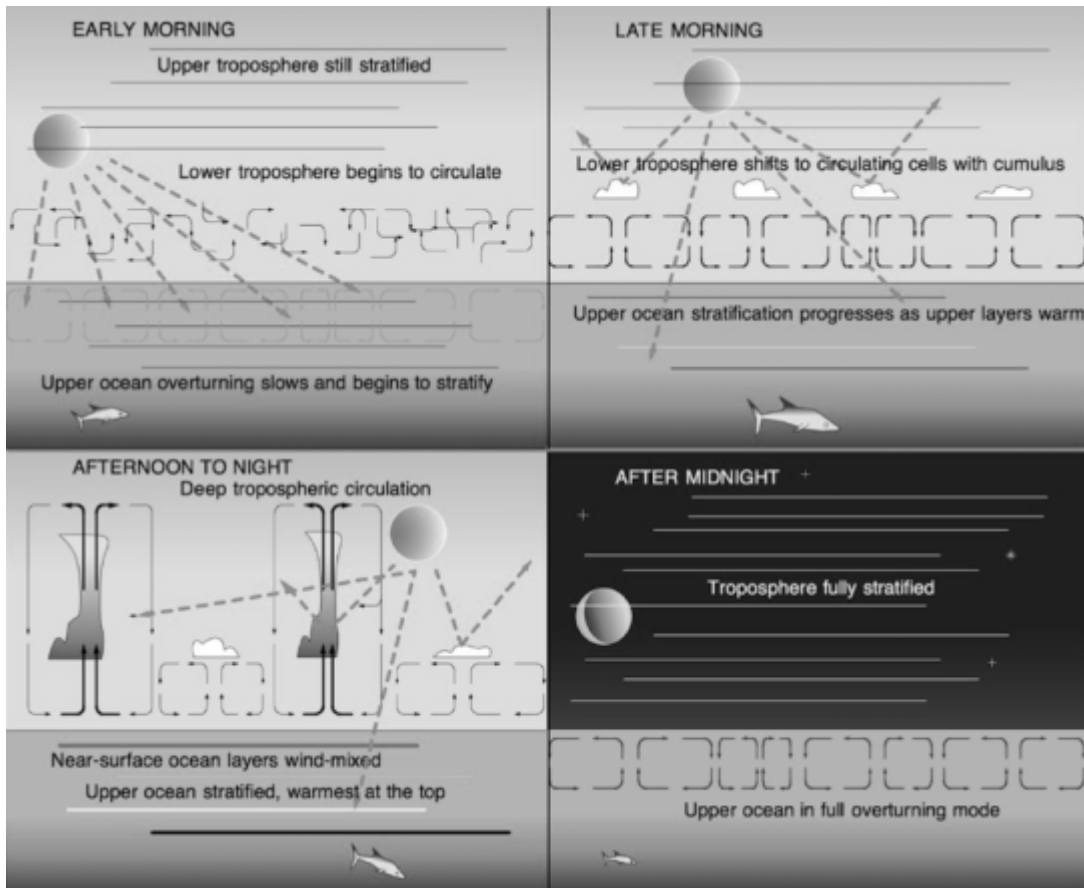 EARLY MORNING
Upper troposphere still stratified
Lower troposphere begins to circulate
Upper ocean overturning slows and begins to stratify
LATE MORNING
Lower troposphere shifts to circulating cells with cumulus
Upper ocean stratification progresses as upper layers warm
AFTERNOON TO NIGHT
Deep tropospheric circulation
Near-surface ocean layers wind-mixed
Upper ocean stratified, warmest at the top
AFTER MIDNIGHT
Troposphere fully stratified
Upper ocean in full overturning mode